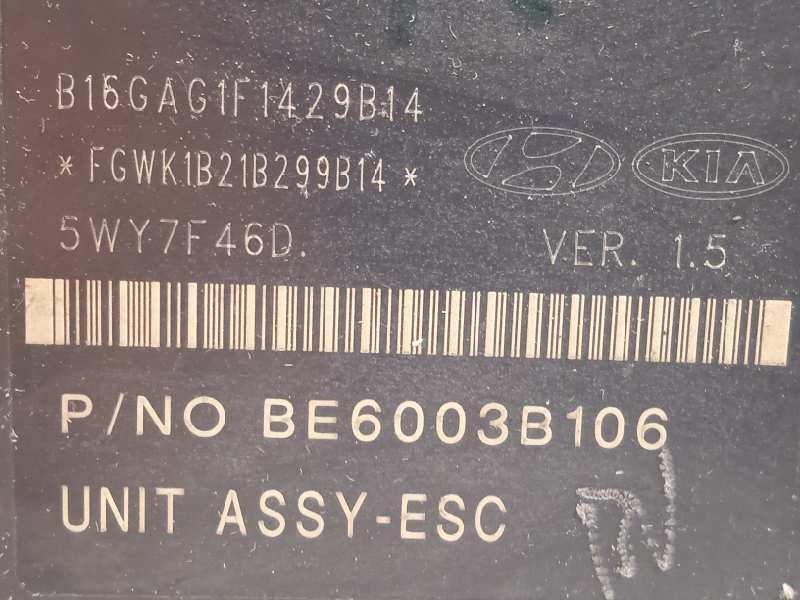 B16GAG1F1429B14
*FGWK1B21B299B14*
KIA
5WY7F46D. VER. 1.5
P/NO BE6003B106
UNIT ASSY-ESC